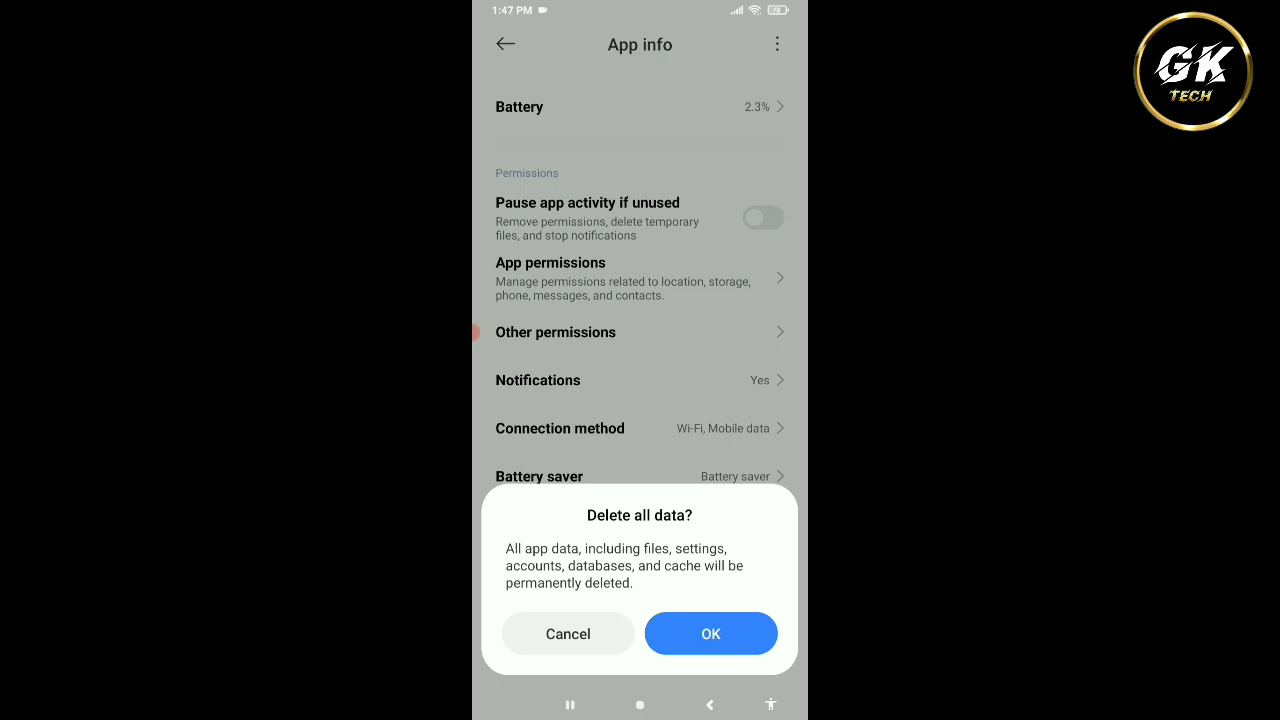 1:47 PM
78
App info
GK
TECH
Battery
2.3%
Permissions
Pause app activity if unused
Remove permissions, delete temporary
files, and stop notifications
App permissions
Manage permissions related to location, storage,
phone, messages, and contacts.
Other permissions
Notifications
Yes
Connection method
Wi-Fi, Mobile data
Battery saver
Battery saver
Delete all data?
All app data, including files, settings,
accounts, databases, and cache will be
permanently deleted.
Cancel
OK